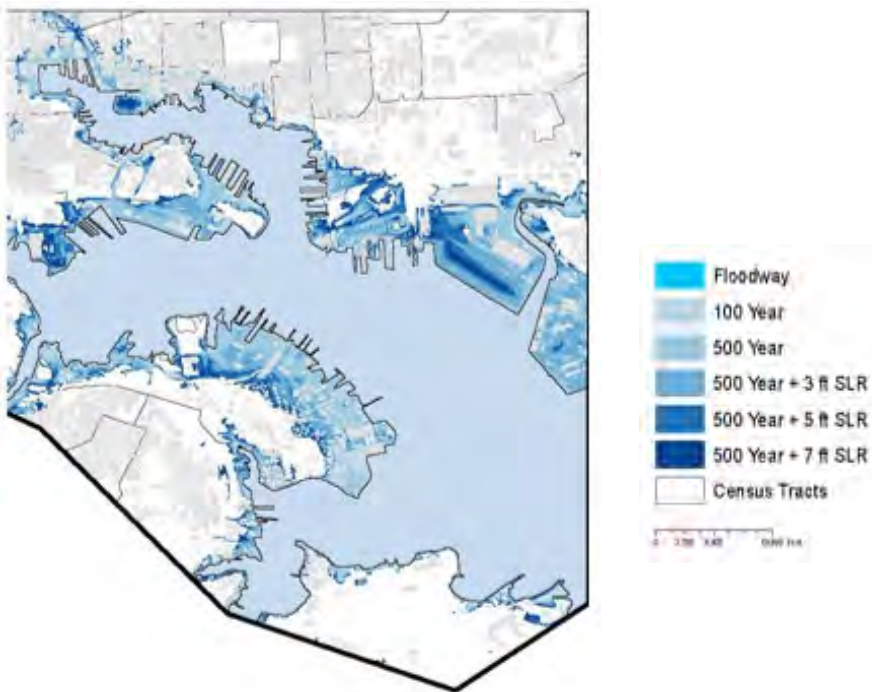 Floodway
100 Year
500 Year
500 Year + 3 ft SLR
500 Year + 5 ft SLR
500 Year + 7 ft SLR
Census Tracts
0